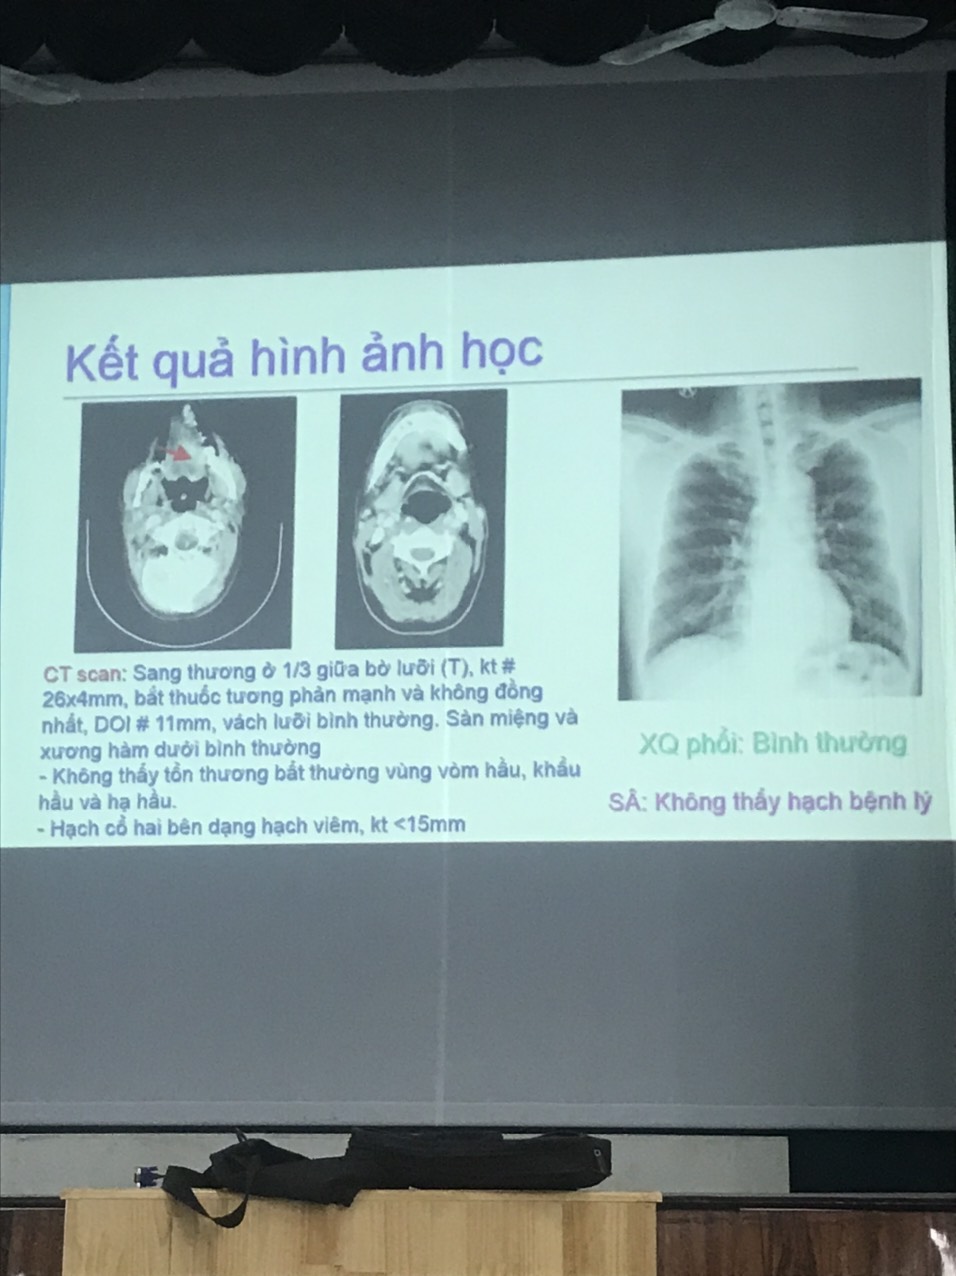 Kết quả hình ảnh học
CT scan: Sang thương ở 1/3 giữa bờ lưỡi (T), kt #
26x4mm, bắt thuốc tương phản mạnh và không đồng
nhất, DOI # 11mm, vách lưỡi bình thường. Sàn miệng và
xương hàm dưới bình thường
- Không thấy tổn thương bất thường vùng vòm hầu, khẩu
hầu và hạ hầu.
- Hạch cổ hai bên dạng hạch viêm, kt <15mm
XQ phổi: Bình thường
SÂ: Không thấy hạch bệnh lý